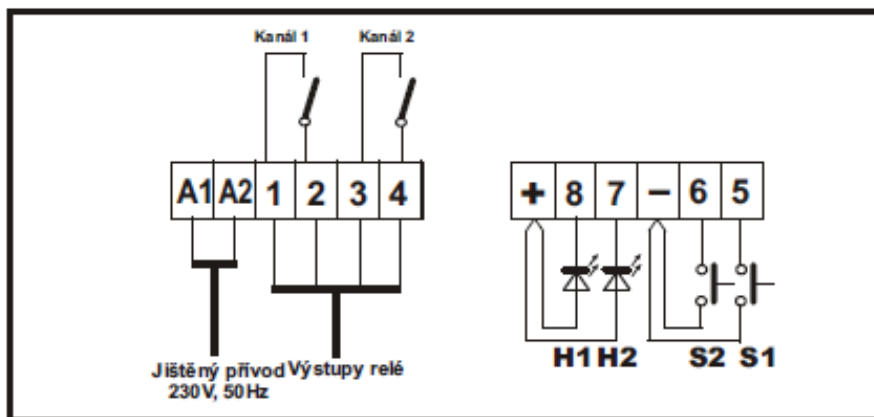 Kanál 1 Kanál 2
A1 A2 1 2 3 4
+ 8 7 – 6 5
H1 H2 S2 S1
Jištěný přívod
230V, 50Hz
Výstupy relé